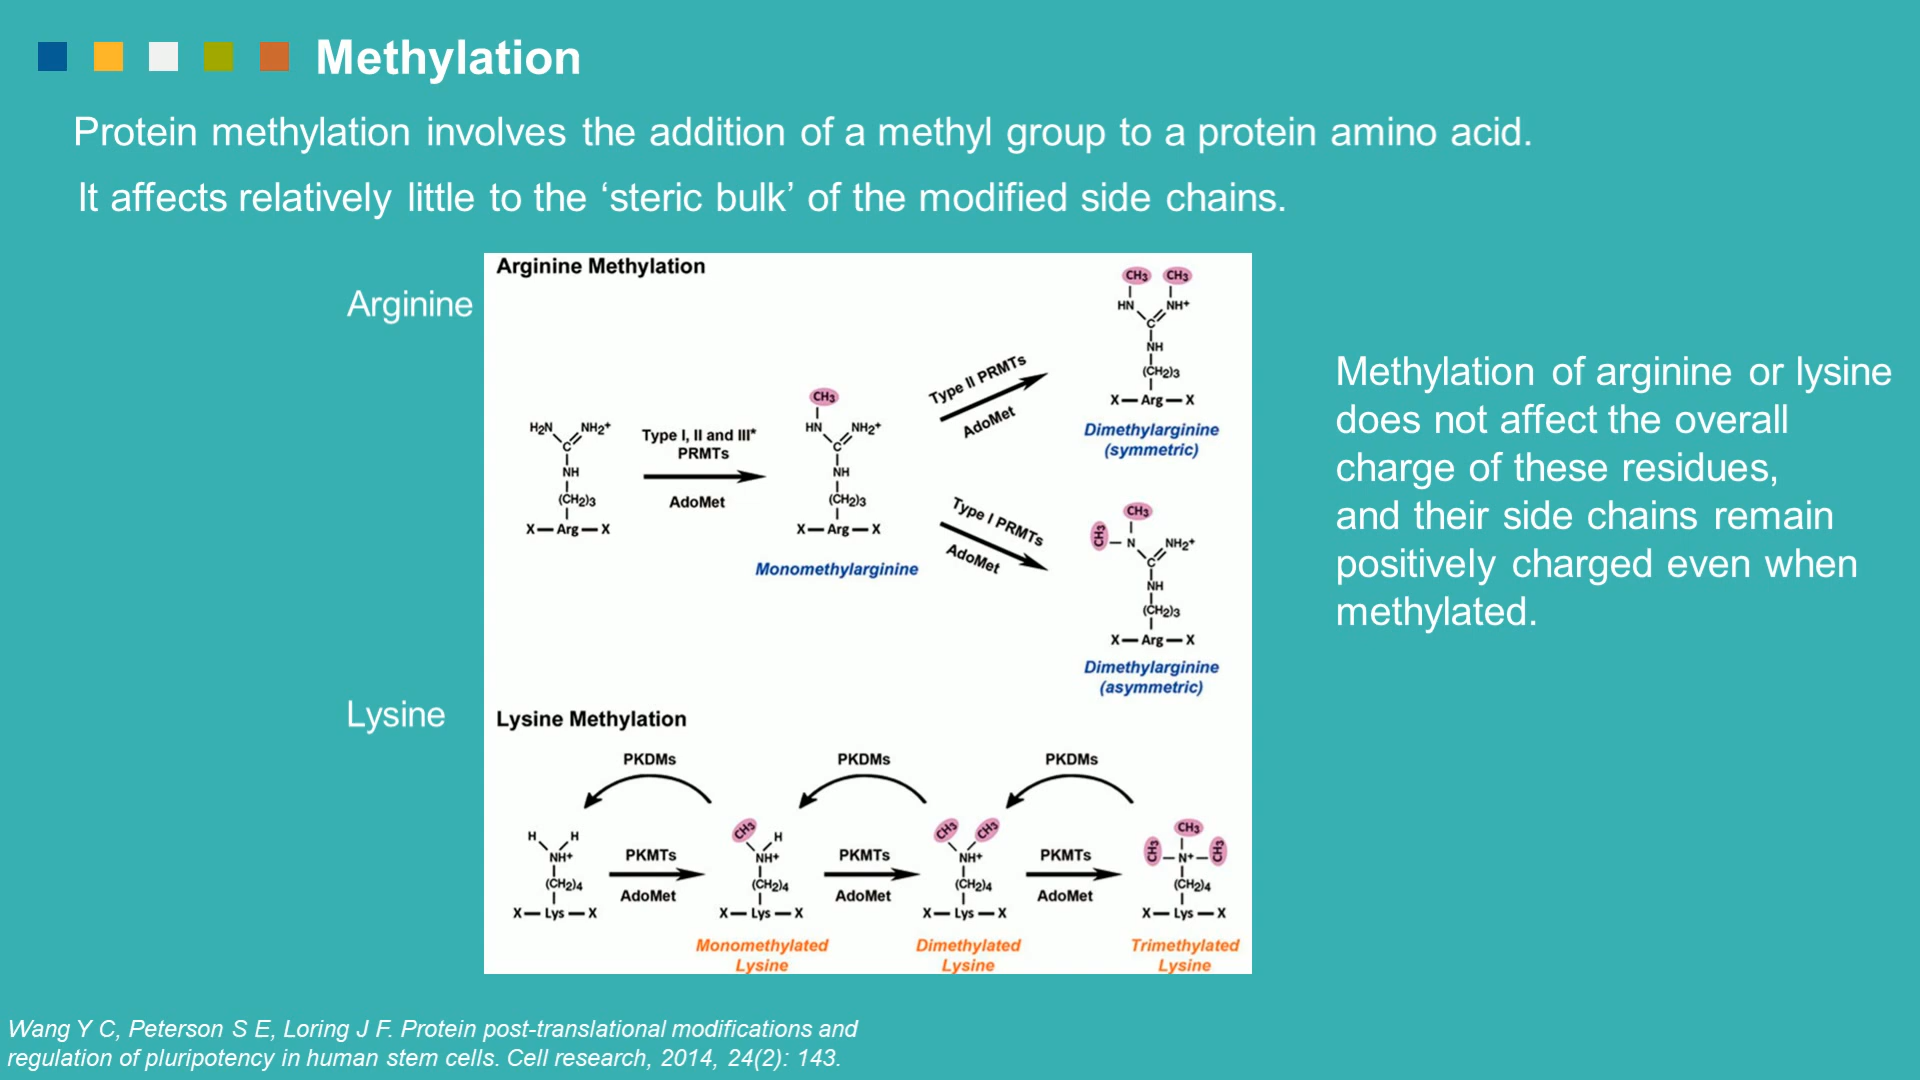 Methylation
Protein methylation involves the addition of a methyl group to a protein amino acid.
It affects relatively little to the ‘steric bulk’ of the modified side chains.
Arginine
Arginine Methylation
H2N NH2+
C
NH
(CH2)3
X — Arg — X
Type I, II and III*
PRMTs
AdoMet
CH3
HN NH2+
C
NH
(CH2)3
X — Arg — X
Monomethylarginine
Type II PRMTs
AdoMet
CH3 CH3
HN NH+
C
NH
(CH2)3
X — Arg — X
Dimethylarginine
(symmetric)
Type I PRMTs
AdoMet
CH3
CH3 — N NH2+
C
NH
(CH2)3
X — Arg — X
Dimethylarginine
(asymmetric)
Methylation of arginine or lysine
does not affect the overall
charge of these residues,
and their side chains remain
positively charged even when
methylated.
Lysine
Lysine Methylation
PKDMs PKDMs PKDMs
H H
NH+
(CH2)4
X — Lys — X
PKMTs
AdoMet
CH3 H
NH+
(CH2)4
X — Lys — X
Monomethylated
Lysine
PKMTs
AdoMet
CH3 CH3
NH+
(CH2)4
X — Lys — X
Dimethylated
Lysine
PKMTs
AdoMet
CH3
CH3 — N+ — CH3
(CH2)4
X — Lys — X
Trimethylated
Lysine
Wang Y C, Peterson S E, Loring J F. Protein post-translational modifications and
regulation of pluripotency in human stem cells. Cell research, 2014, 24(2): 143.